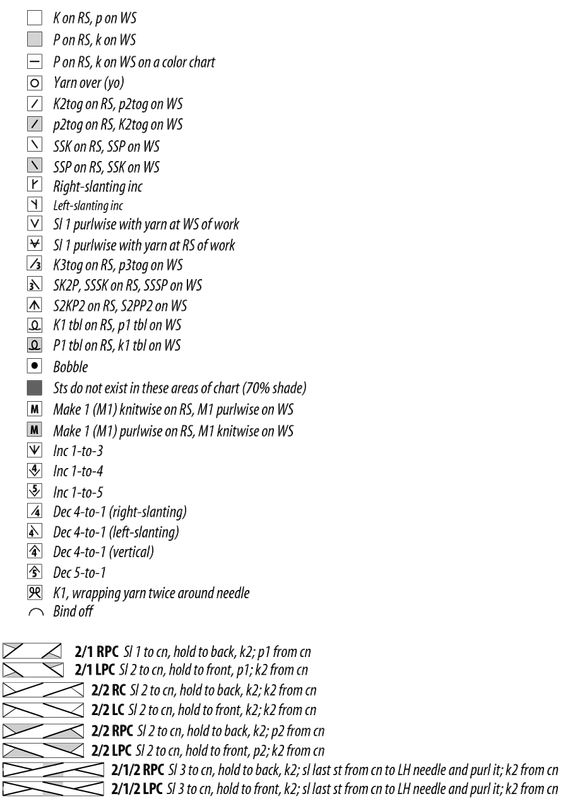 K on RS, p on WS
P on RS, k on WS
P on RS, k on WS on a color chart
Yarn over (yo)
K2tog on RS, p2tog on WS
p2tog on RS, K2tog on WS
SSK on RS, SSP on WS
SSP on RS, SSK on WS
Right-slanting inc
Left-slanting inc
Sl 1 purlwise with yarn at WS of work
Sl 1 purlwise with yarn at RS of work
3 K3tog on RS, p3tog on WS
3 SK2P, SSSK on RS, SSSP on WS
S2KP2 on RS, S2PP2 on WS
K1 tbl on RS, p1 tbl on WS
P1 tbl on RS, k1 tbl on WS
Bobble
Sts do not exist in these areas of chart (70% shade)
M Make 1 (M1) knitwise on RS, M1 purlwise on WS
M Make 1 (M1) purlwise on RS, M1 knitwise on WS
Inc 1-to-3
4 Inc 1-to-4
5 Inc 1-to-5
4 Dec 4-to-1 (right-slanting)
4 Dec 4-to-1 (left-slanting)
4 Dec 4-to-1 (vertical)
5 Dec 5-to-1
K1, wrapping yarn twice around needle
Bind off
2/1 RPC Sl 1 to cn, hold to back, k2; p1 from cn
2/1 LPC Sl 2 to cn, hold to front, p1; k2 from cn
2/2 RC Sl 2 to cn, hold to back, k2; k2 from cn
2/2 LC Sl 2 to cn, hold to front, k2; k2 from cn
2/2 RPC Sl 2 to cn, hold to back, k2; p2 from cn
2/2 LPC Sl 2 to cn, hold to front, p2; k2 from cn
2/1/2 RPC Sl 3 to cn, hold to back, k2; sl last st from cn to LH needle and purl it; k2 from cn
2/1/2 LPC Sl 3 to cn, hold to front, k2; sl last st from cn to LH needle and purl it; k2 from cn